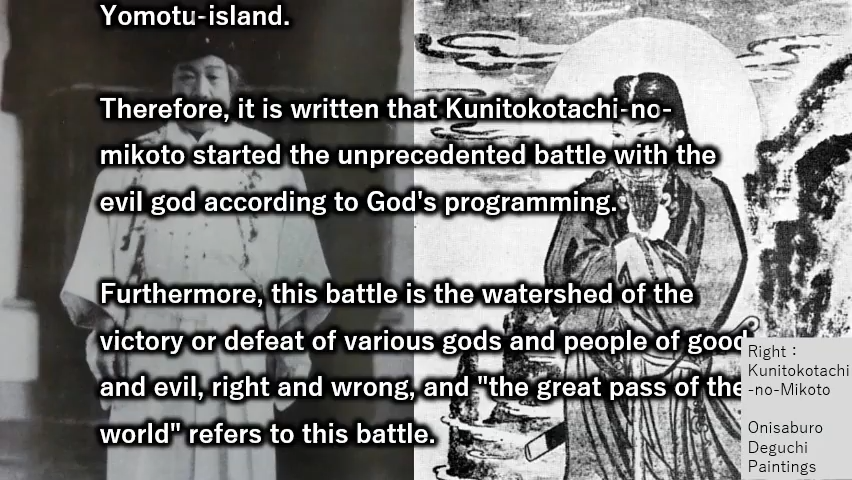 Yomotu-island.
Therefore, it is written that Kunitokotachi-no-
mikoto started the unprecedented battle with the
evil god according to God's programming.
Furthermore, this battle is the watershed of the
victory or defeat of various gods and people of good
and evil, right and wrong, and "the great pass of the
world" refers to this battle.
Right :
Kunitokotachi
-no-Mikoto
Onisaburo
Deguchi
Paintings